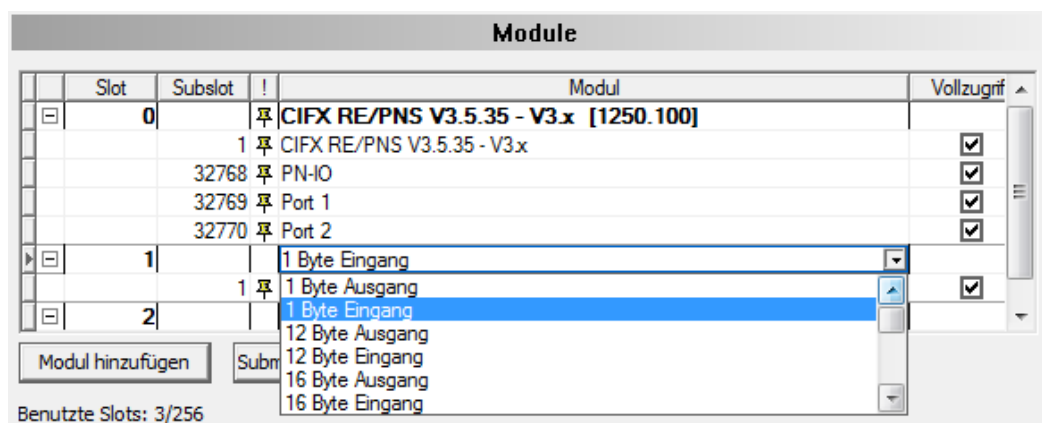 Module
Slot Subslot ! Modul Vollzugrif
0 CIFX RE/PNS V3.5.35 - V3.x [1250.100]
1 CIFX RE/PNS V3.5.35 - V3.x
32768 PN-IO
32769 Port 1
32770 Port 2
1 1 Byte Eingang
1 1 Byte Ausgang
1 Byte Eingang
2 12 Byte Ausgang
Modul hinzufügen Subm 12 Byte Eingang
16 Byte Ausgang
Benutzte Slots: 3/256 16 Byte Eingang